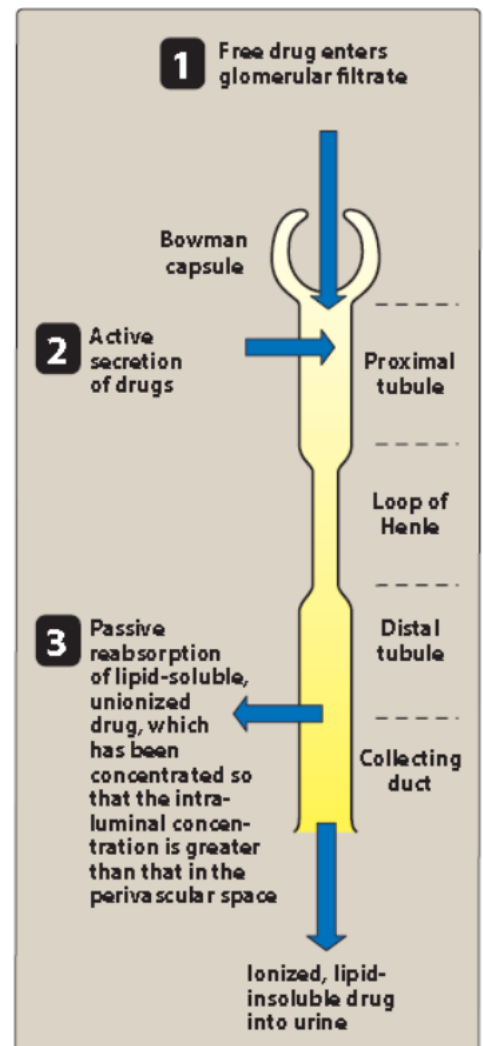 1
Free drug enters
glomerular filtrate
Bowman
capsule
2
Active
secretion
of drugs
Proximal
tubule
Loop of
Henle
3
Passive
reabsorption
of lipid-soluble,
unionized
drug, which
has been
concentrated so
that the intra-
luminal concen-
tration is greater
than that in the
perivascular space
Distal
tubule
Collecting
duct
Ionized, lipid-
insoluble drug
into urine